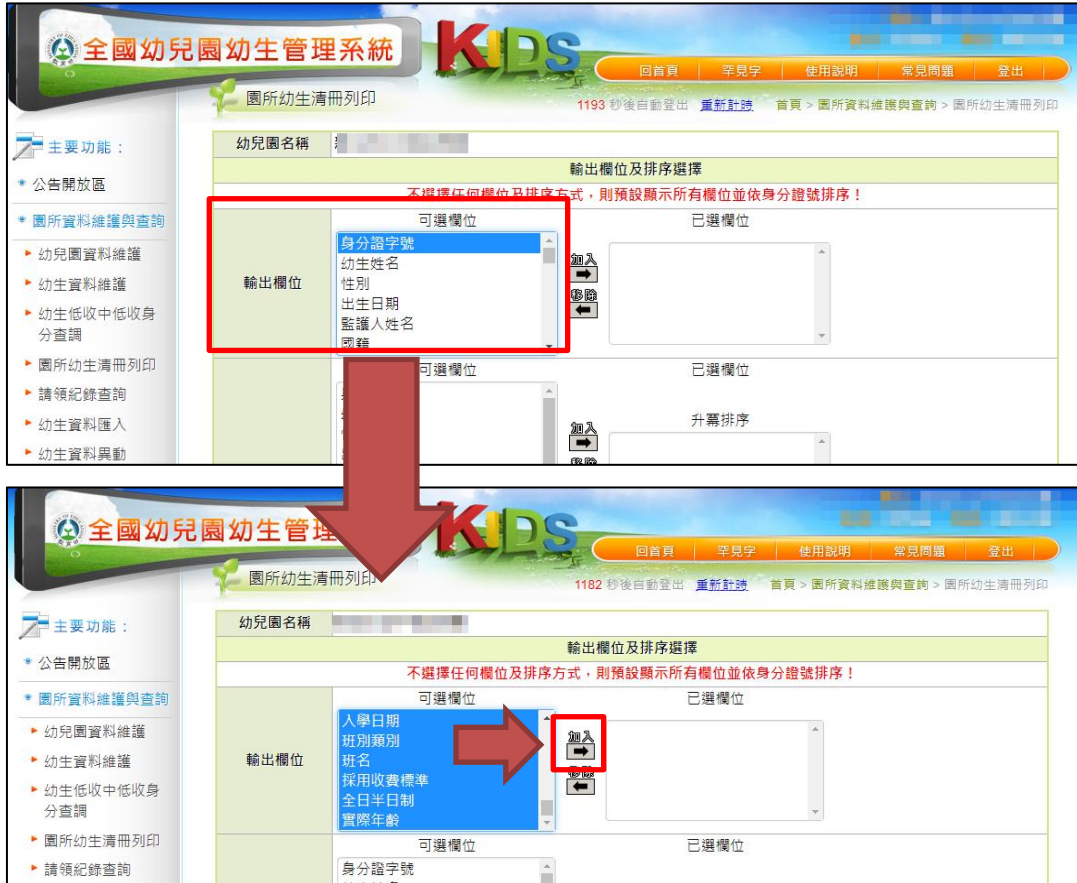 全國幼兒園幼生管理系統
KIDS
回首頁 罕見字 使用說明 常見問題 登出
園所幼生清冊列印
1193 秒後自動登出 重新計時 首頁 > 園所資料維護與查詢 > 園所幼生清冊列印
主要功能：
公告開放區
園所資料維護與查詢
幼兒園資料維護
幼生資料維護
幼生低收中低收身
分查調
園所幼生清冊列印
請領紀錄查詢
幼生資料匯入
幼生資料異動
幼兒園名稱
輸出欄位及排序選擇
不選擇任何欄位及排序方式，則預設顯示所有欄位並依身分證號排序！
輸出欄位
可選欄位
身分證字號
幼生姓名
性別
出生日期
監護人姓名
國籍
加入
移除
已選欄位
可選欄位
加入
移除
已選欄位
升冪排序
全國幼兒園幼生管
KIDS
回首頁 罕見字 使用說明 常見問題 登出
園所幼生清冊列印
1182 秒後自動登出 重新計時 首頁 > 園所資料維護與查詢 > 園所幼生清冊列印
主要功能：
公告開放區
園所資料維護與查詢
幼兒園資料維護
幼生資料維護
幼生低收中低收身
分查調
園所幼生清冊列印
請領紀錄查詢
幼兒園名稱
輸出欄位及排序選擇
不選擇任何欄位及排序方式，則預設顯示所有欄位並依身分證號排序！
輸出欄位
可選欄位
入學日期
班別類別
班名
採用收費標準
全日半日制
實際年齡
加入
移除
已選欄位
可選欄位
身分證字號
已選欄位